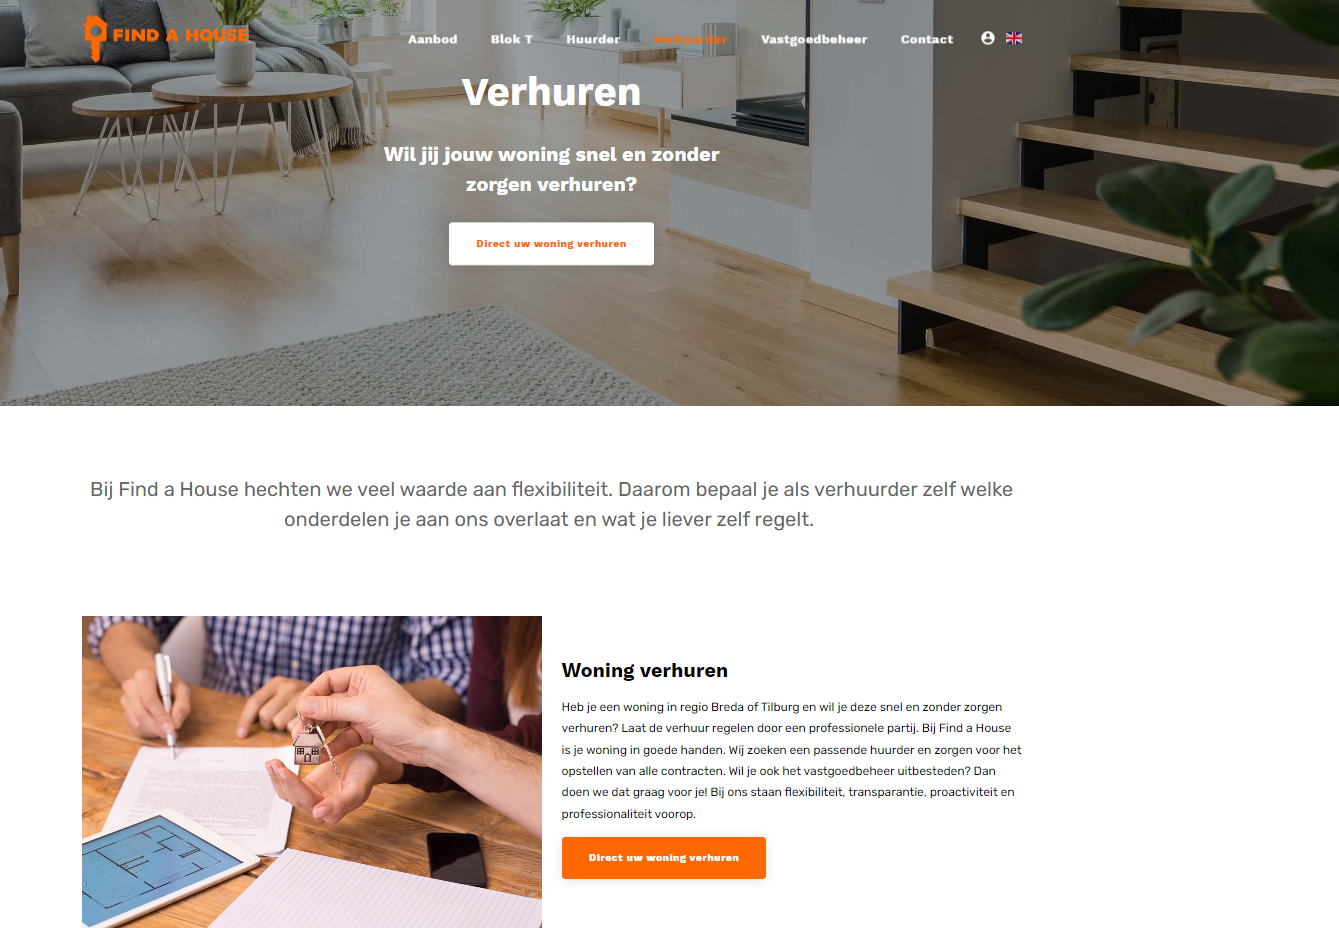 FIND A HOUSE
Aanbod Blok T Huurder Verhuurder Vastgoedbeheer Contact
Verhuren
Wil jij jouw woning snel en zonder
zorgen verhuren?
Direct uw woning verhuren
Bij Find a House hechten we veel waarde aan flexibiliteit. Daarom bepaal je als verhuurder zelf welke
onderdelen je aan ons overlaat en wat je liever zelf regelt.
Woning verhuren
Heb je een woning in regio Breda of Tilburg en wil je deze snel en zonder zorgen
verhuren? Laat de verhuur regelen door een professionele partij. Bij Find a House
is je woning in goede handen. Wij zoeken een passende huurder en zorgen voor het
opstellen van alle contracten. Wil je ook het vastgoedbeheer uitbesteden? Dan
doen we dat graag voor je! Bij ons staan flexibiliteit, transparantie, proactiviteit en
professionaliteit voorop.
Direct uw woning verhuren